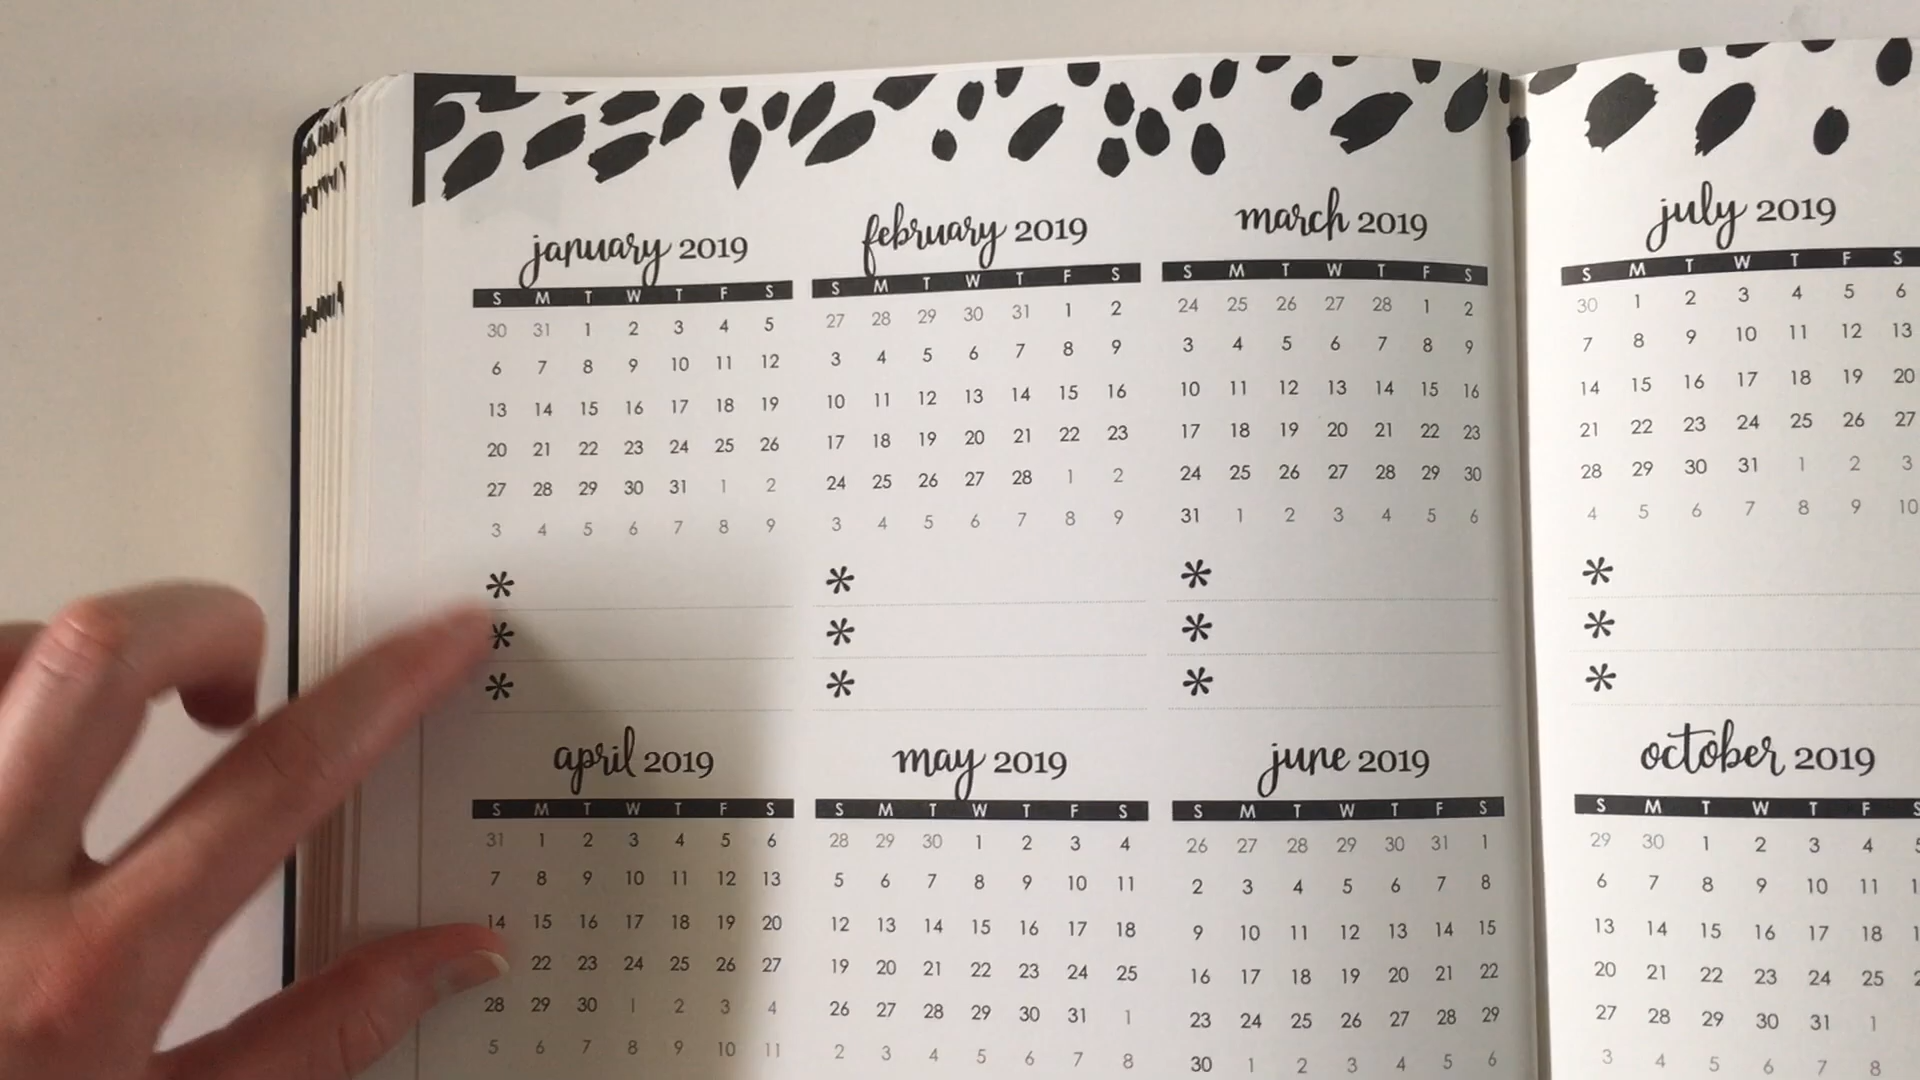 january 2019
S M T W T F S
30 31 1 2 3 4 5
6 7 8 9 10 11 12
13 14 15 16 17 18 19
20 21 22 23 24 25 26
27 28 29 30 31 1 2
3 4 5 6 7 8 9
*
*
*
february 2019
S M T W T F S
27 28 29 30 31 1 2
3 4 5 6 7 8 9
10 11 12 13 14 15 16
17 18 19 20 21 22 23
24 25 26 27 28 1 2
3 4 5 6 7 8 9
*
*
*
march 2019
S M T W T F S
24 25 26 27 28 1 2
3 4 5 6 7 8 9
10 11 12 13 14 15 16
17 18 19 20 21 22 23
24 25 26 27 28 29 30
31 1 2 3 4 5 6
*
*
*
april 2019
S M T W T F S
31 1 2 3 4 5 6
7 8 9 10 11 12 13
14 15 16 17 18 19 20
22 23 24 25 26 27
28 29 30 1 2 3 4
5 6 7 8 9 10 11
may 2019
S M T W T F S
28 29 30 1 2 3 4
5 6 7 8 9 10 11
12 13 14 15 16 17 18
19 20 21 22 23 24 25
26 27 28 29 30 31 1
2 3 4 5 6 7 8
june 2019
S M T W T F S
26 27 28 29 30 31 1
2 3 4 5 6 7 8
9 10 11 12 13 14 15
16 17 18 19 20 21 22
23 24 25 26 27 28 29
30 1 2 3 4 5 6
july 2019
S M T W T F S
30 1 2 3 4 5 6
7 8 9 10 11 12 13
14 15 16 17 18 19 20
21 22 23 24 25 26 27
28 29 30 31 1 2 3
4 5 6 7 8 9 10
*
*
*
october 2019
S M T W T F S
29 30 1 2 3 4
6 7 8 9 10 11
13 14 15 16 17 18
20 21 22 23 24 25
27 28 29 30 31 1
3 4 5 6 7 8